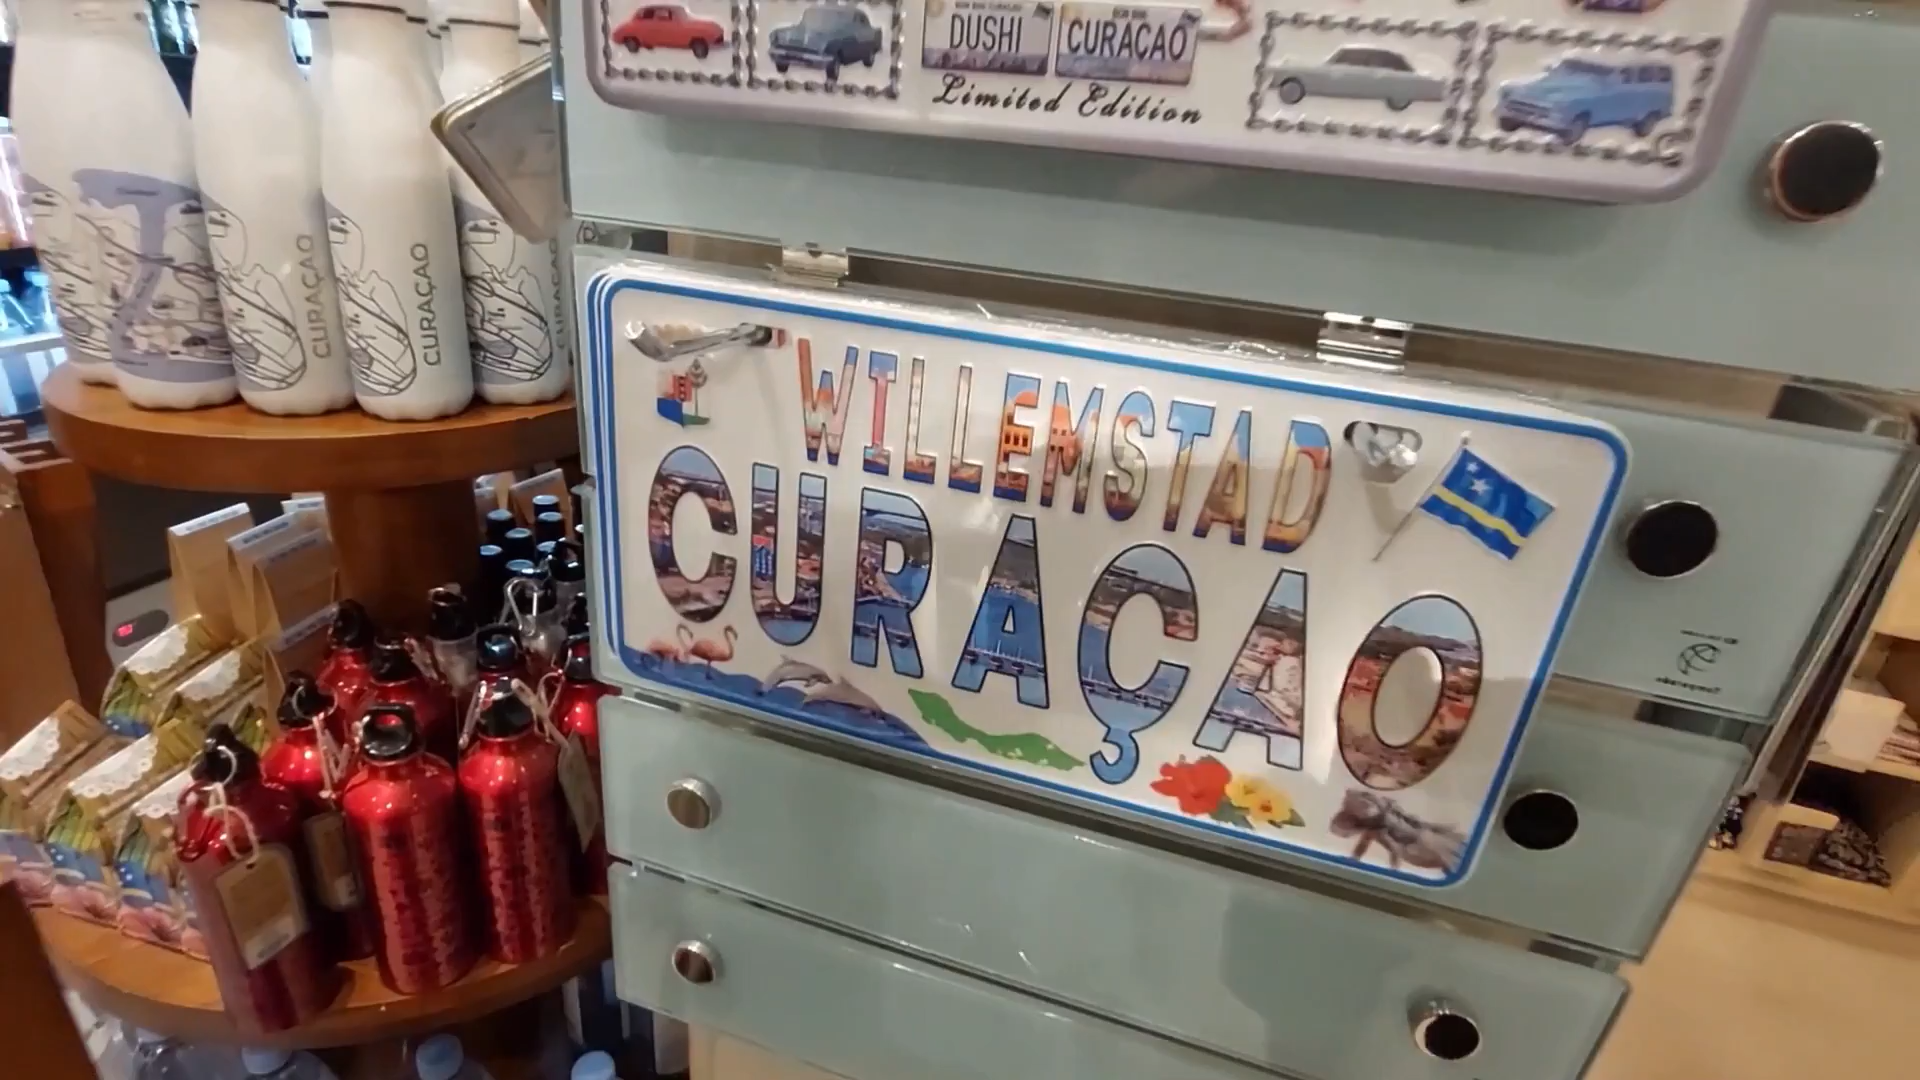 DUSHI
CURAÇAO
Limited Edition
WILLEMSTAD
CURAÇAO
CURAÇAO
CURAÇAO
CURAÇAO